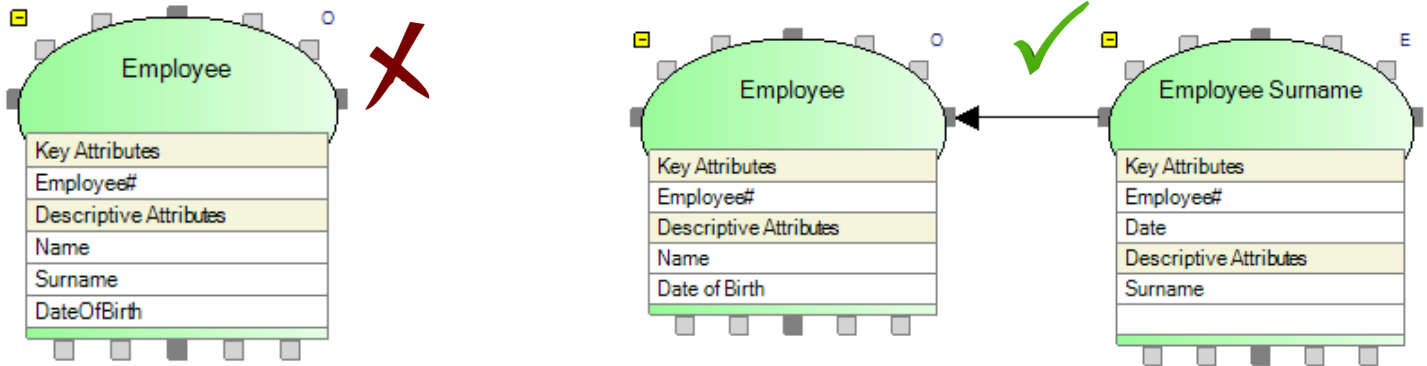 O
Employee
Key Attributes
Employee#
Descriptive Attributes
Name
Surname
DateOfBirth
O
Employee
Key Attributes
Employee#
Descriptive Attributes
Name
Date of Birth
E
Employee Surname
Key Attributes
Employee#
Date
Descriptive Attributes
Surname